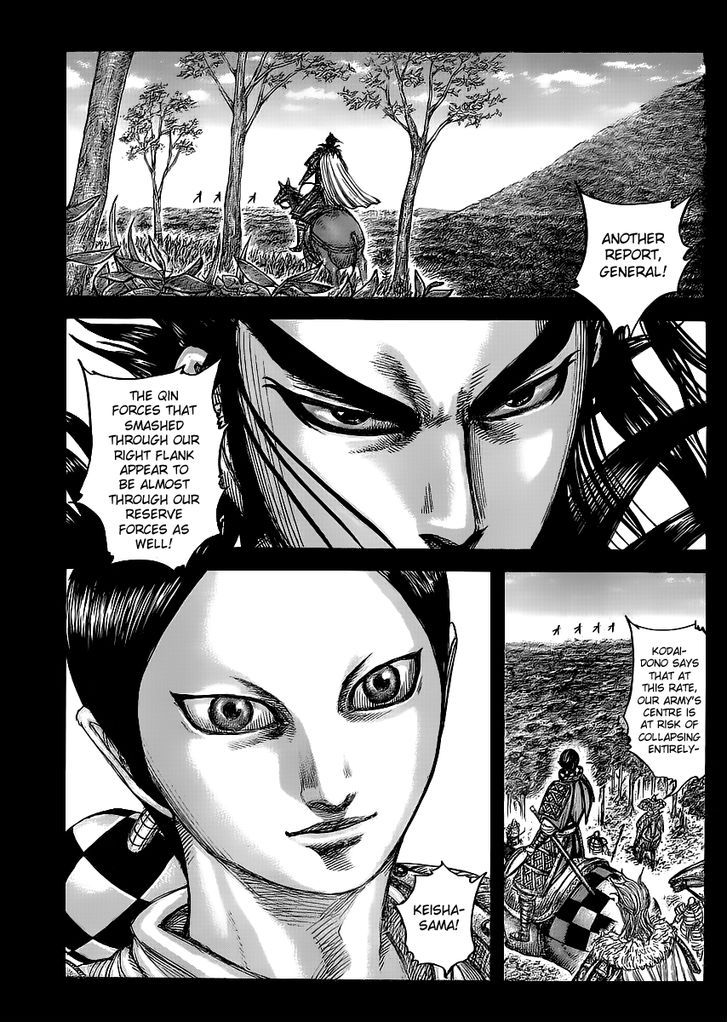 ANOTHER
REPORT,
GENERAL!
THE QIN
FORCES THAT
SMASHED
THROUGH OUR
RIGHT FLANK
APPEAR TO
BE ALMOST
THROUGH OUR
RESERVE
FORCES AS
WELL!
KODAI-
DONO SAYS
THAT AT
THIS RATE,
OUR ARMY'S
CENTRE IS
AT RISK OF
COLLAPSING
ENTIRELY-
KEISHA-
SAMA!